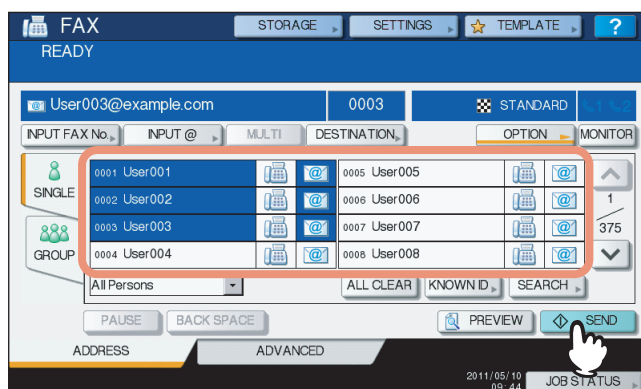 FAX STORAGE SETTINGS TEMPLATE ?
READY
User003@example.com 0003 STANDARD
INPUT FAX No. INPUT @ MULTI DESTINATION OPTION MONITOR
SINGLE
0001 User001 @ 0005 User005 @
0002 User002 @ 0006 User006 @
1
0003 User003 @ 0007 User007 @
375
GROUP
0004 User004 @ 0008 User008 @
All Persons ALL CLEAR KNOWN ID SEARCH
PAUSE BACK SPACE PREVIEW SEND
ADDRESS ADVANCED
2011/05/10
09:44 JOB STATUS